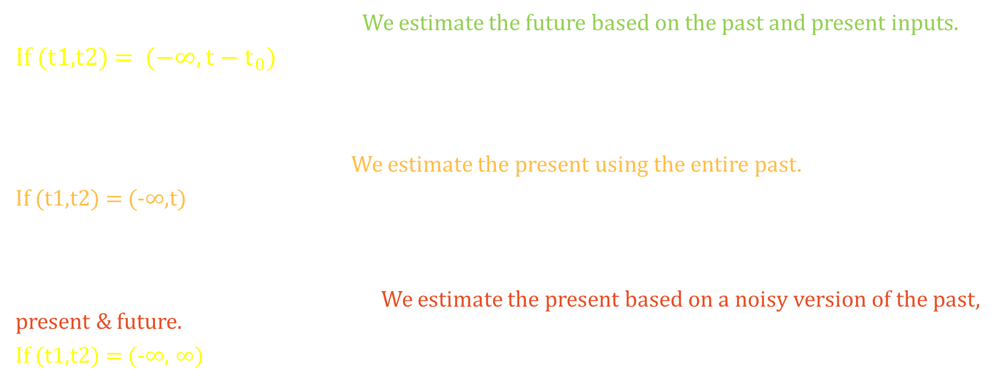 We estimate the future based on the past and present inputs.
If (t1,t2) = (−∞, t − t₀)
We estimate the present using the entire past.
If (t1,t2) = (-∞,t)
We estimate the present based on a noisy version of the past,
present & future.
If (t1,t2) = (-∞, ∞)